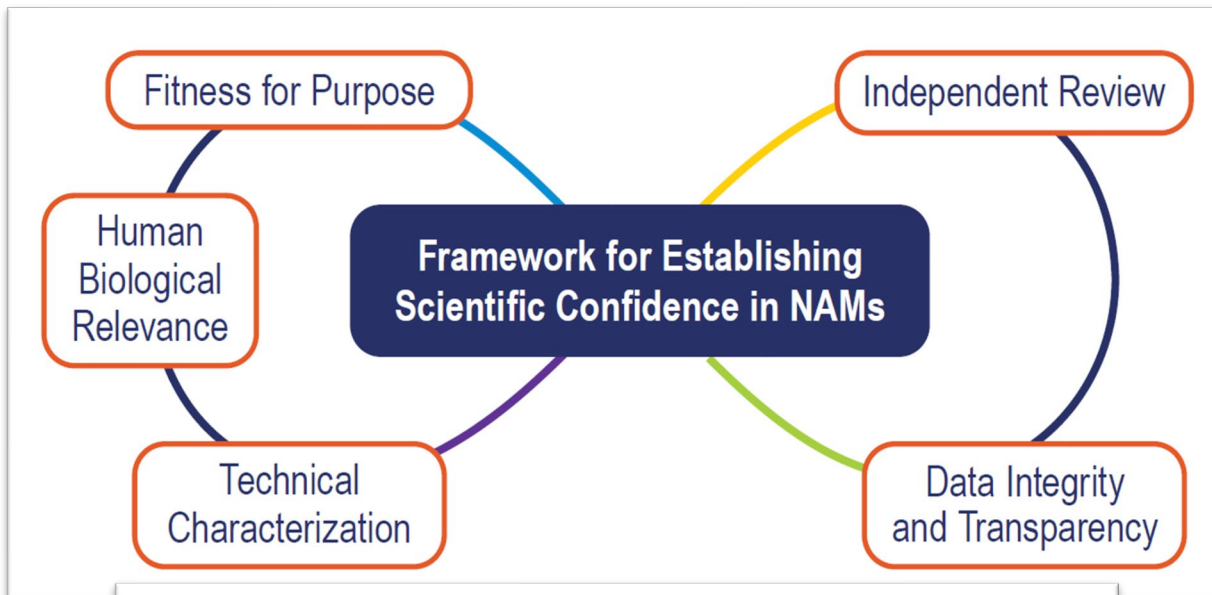 Fitness for Purpose
Independent Review
Human
Biological
Relevance
Framework for Establishing
Scientific Confidence in NAMs
Technical
Characterization
Data Integrity
and Transparency